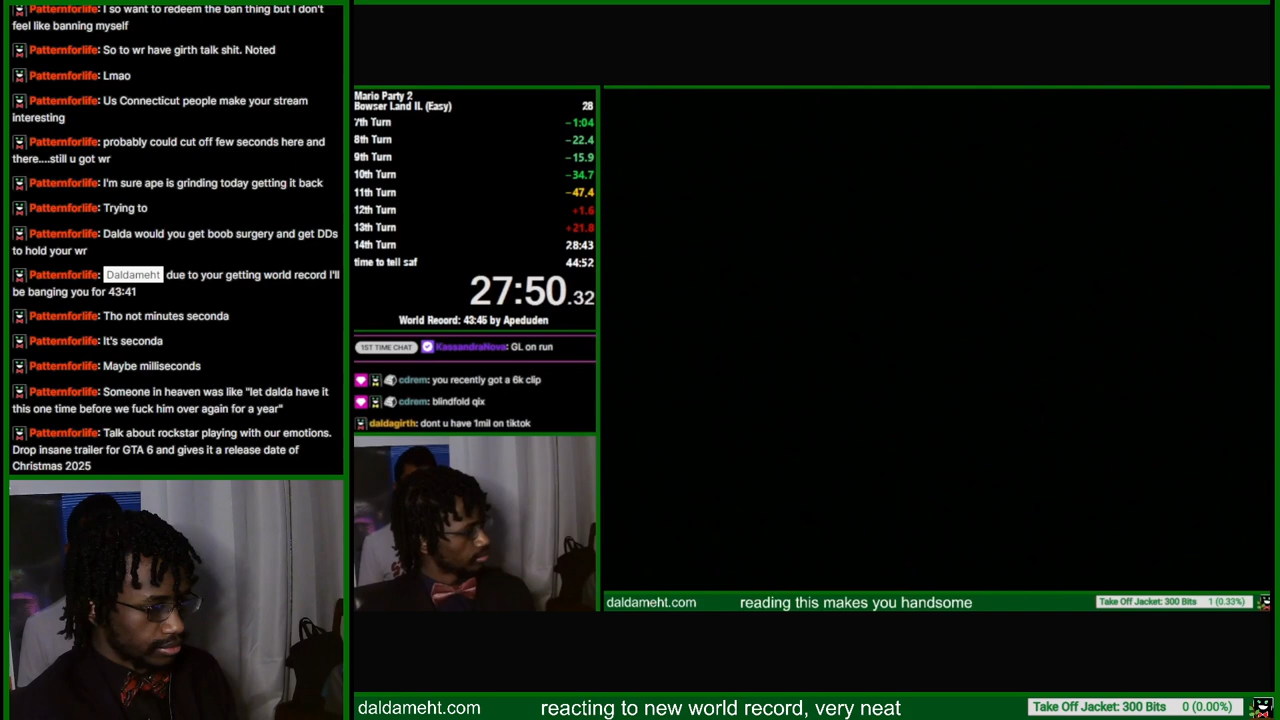 Patternforlife: I so want to redeem the ban thing but I don't
feel like banning myself
Patternforlife: So to wr have girth talk shit. Noted
Patternforlife: Lmao
Patternforlife: Us Connecticut people make your stream
interesting
Patternforlife: probably could cut off few seconds here and
there....still u got wr
Patternforlife: I'm sure ape is grinding today getting it back
Patternforlife: Trying to
Patternforlife: Dalda would you get boob surgery and get DDs
to hold your wr
Patternforlife: Daldameht due to your getting world record I'll
be banging you for 43:41
Patternforlife: Tho not minutes seconda
Patternforlife: It's seconda
Patternforlife: Maybe milliseconds
Patternforlife: Someone in heaven was like "let dalda have it
this one time before we fuck him over again for a year"
Patternforlife: Talk about rockstar playing with our emotions.
Drop insane trailer for GTA 6 and gives it a release date of
Christmas 2025
Mario Party 2
Bowser Land IL (Easy) 28
7th Turn −1:04
8th Turn −22.4
9th Turn −15.9
10th Turn −34.7
11th Turn −47.4
12th Turn +1.6
13th Turn +21.8
14th Turn 28:43
time to tell saf 44:52
27:50.32
World Record: 43:45 by Apeduden
1ST TIME CHAT KassandraNova: GL on run
cdrem: you recently got a 6k clip
cdrem: blindfold qix
daldagirth: dont u have 1mil on tiktok
daldameht.com reading this makes you handsome Take Off Jacket: 300 Bits 1 (0.33%)
daldameht.com reacting to new world record, very neat Take Off Jacket: 300 Bits 0 (0.00%)